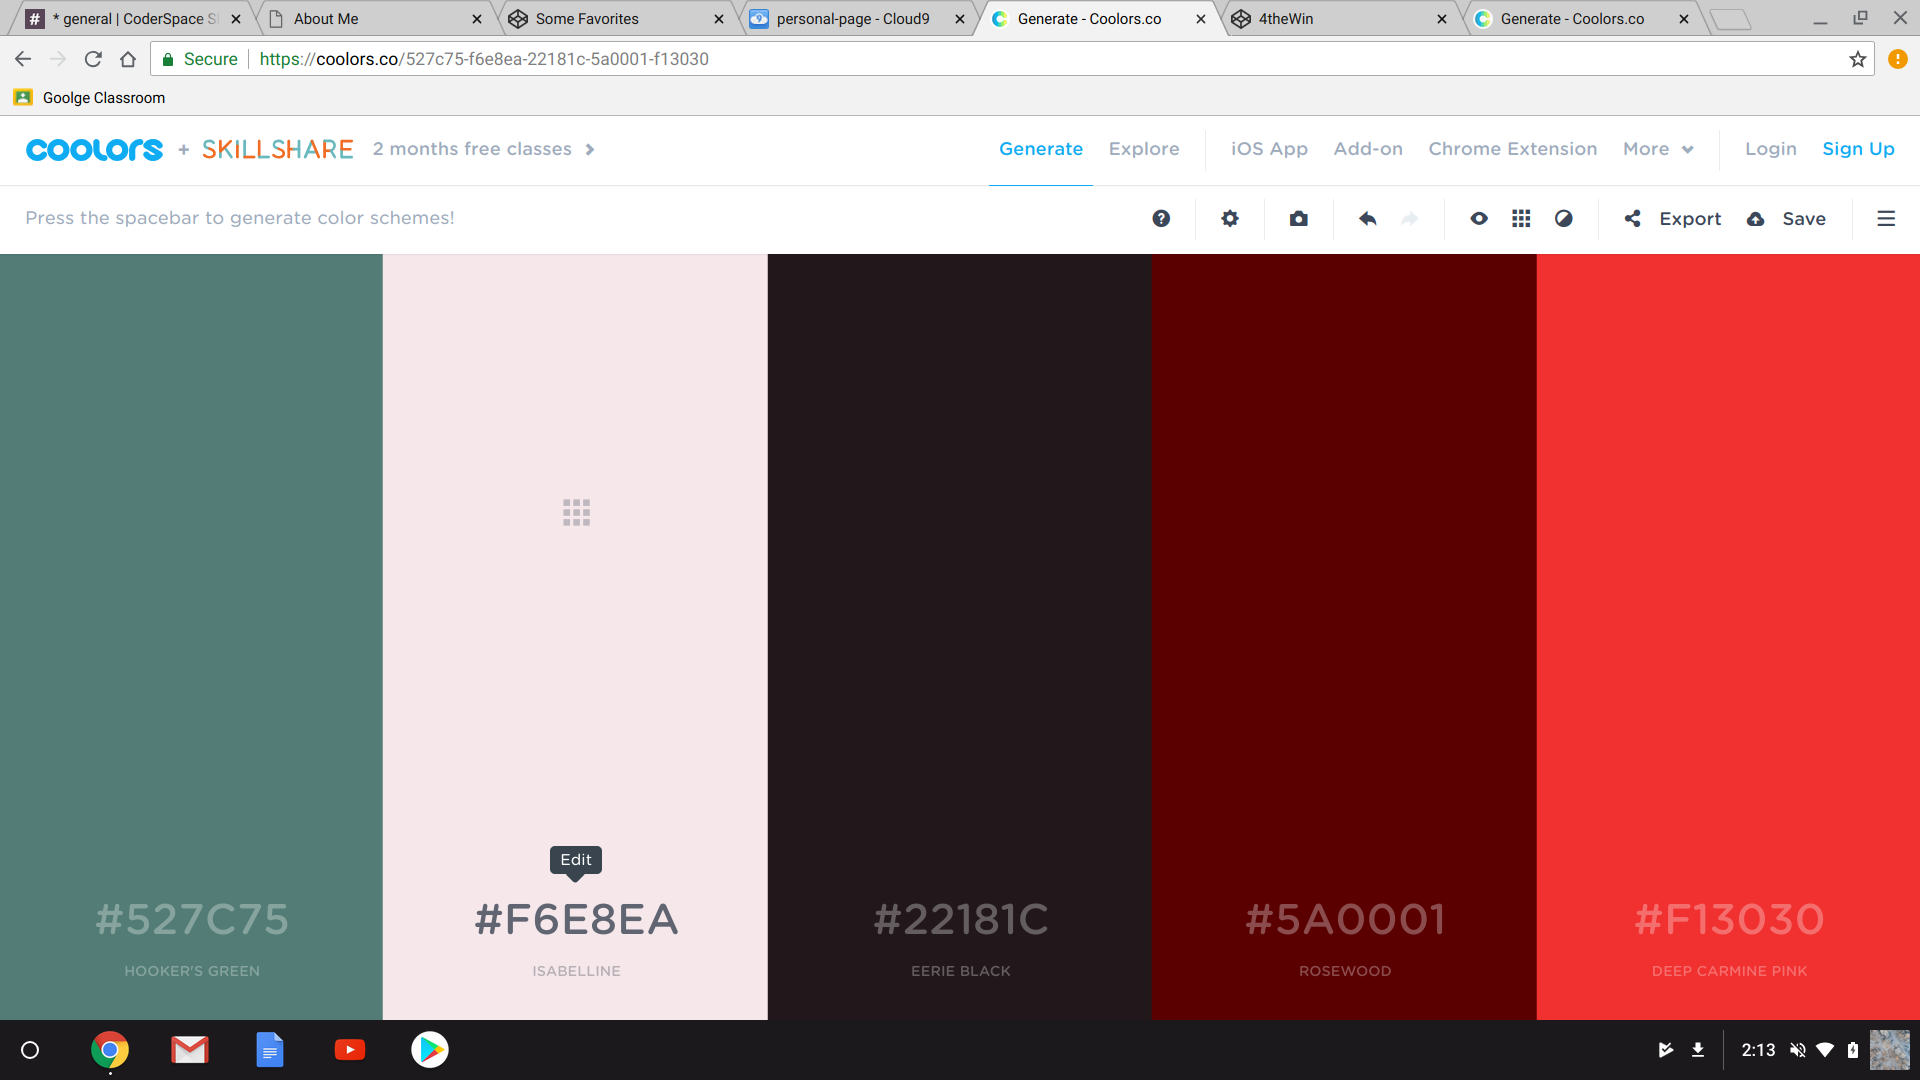 * general | CoderSpace S
About Me
Some Favorites
personal-page - Cloud9
Generate - Coolors.co
4theWin
Generate - Coolors.co
Secure
https://coolors.co/527c75-f6e8ea-22181c-5a0001-f13030
Goolge Classroom
coolors + SKILLSHARE 2 months free classes
Generate Explore iOS App Add-on Chrome Extension More Login Sign Up
Press the spacebar to generate color schemes!
Export Save
Edit
#527C75
#F6E8EA
#22181C
#5A0001
#F13030
HOOKER'S GREEN
ISABELLINE
EERIE BLACK
ROSEWOOD
DEEP CARMINE PINK
2:13